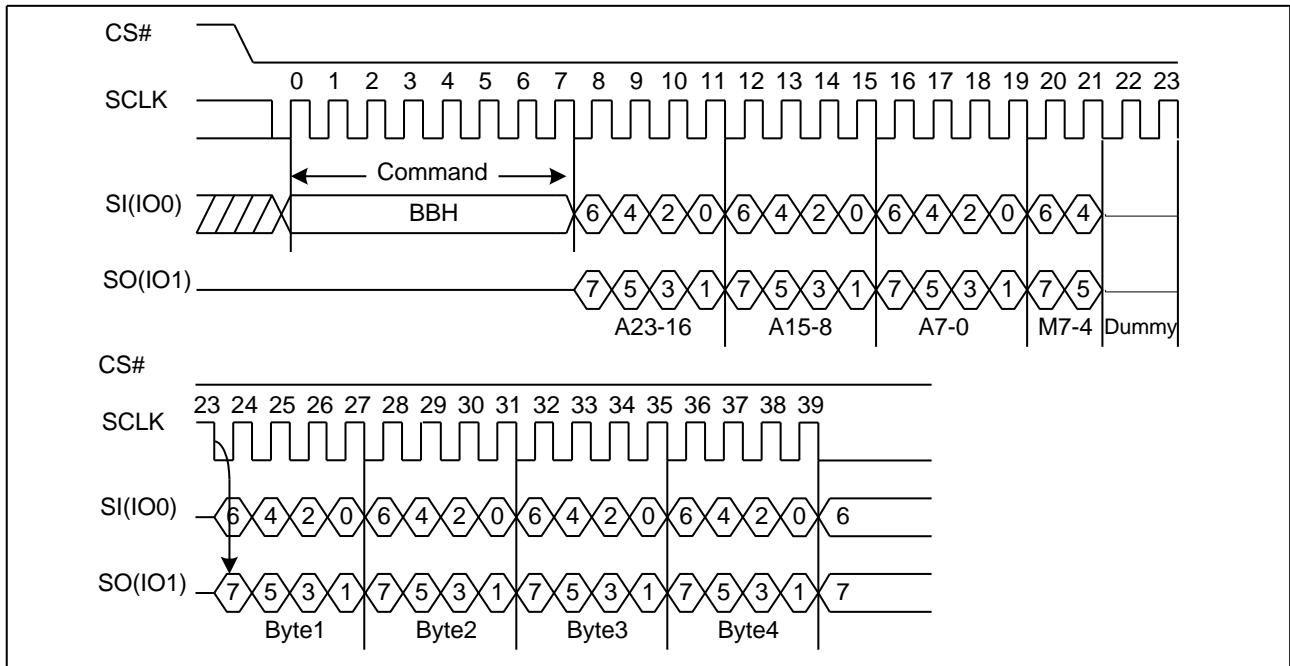 CS#
0 1 2 3 4 5 6 7 8 9 10 11 12 13 14 15 16 17 18 19 20 21 22 23
SCLK
Command
SI(IO0) BBH 6 4 2 0 6 4 2 0 6 4 2 0 6 4
SO(IO1) 7 5 3 1 7 5 3 1 7 5 3 1 7 5
A23-16 A15-8 A7-0 M7-4 Dummy
CS#
23 24 25 26 27 28 29 30 31 32 33 34 35 36 37 38 39
SCLK
SI(IO0) 6 4 2 0 6 4 2 0 6 4 2 0 6 4 2 0 6
SO(IO1) 7 5 3 1 7 5 3 1 7 5 3 1 7 5 3 1 7
Byte1 Byte2 Byte3 Byte4